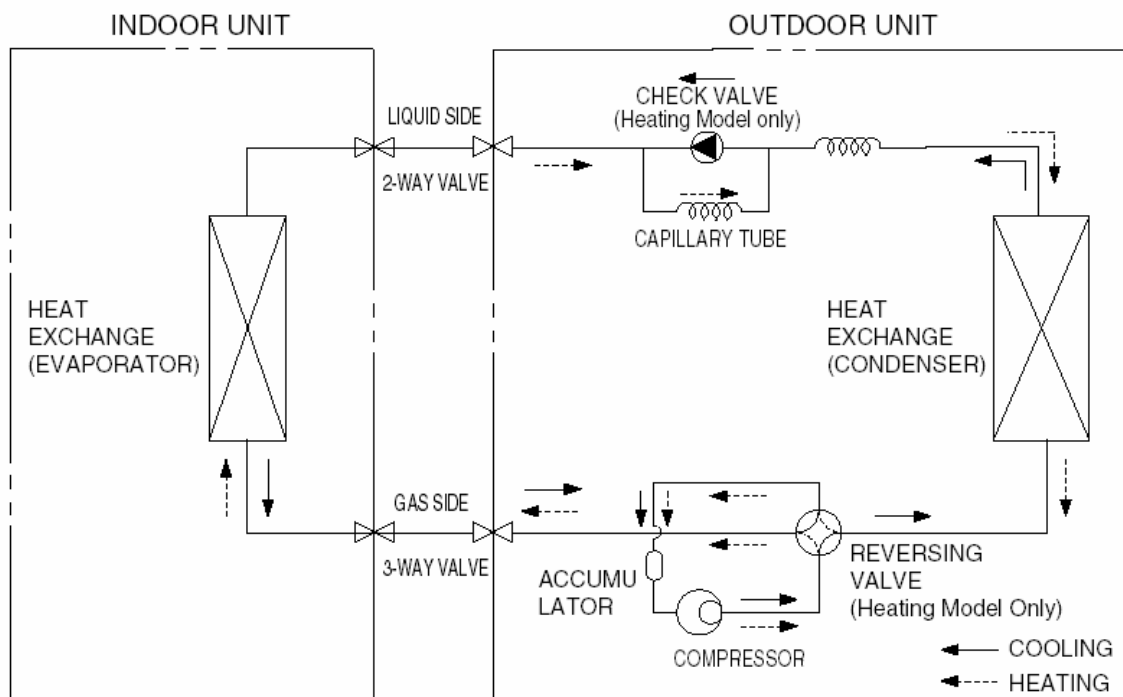 INDOOR UNIT
OUTDOOR UNIT
LIQUID SIDE
2-WAY VALVE
CHECK VALVE
(Heating Model only)
CAPILLARY TUBE
HEAT
EXCHANGE
(EVAPORATOR)
HEAT
EXCHANGE
(CONDENSER)
GAS SIDE
3-WAY VALVE
ACCUMU
LATOR
COMPRESSOR
REVERSING
VALVE
(Heating Model Only)
COOLING
HEATING